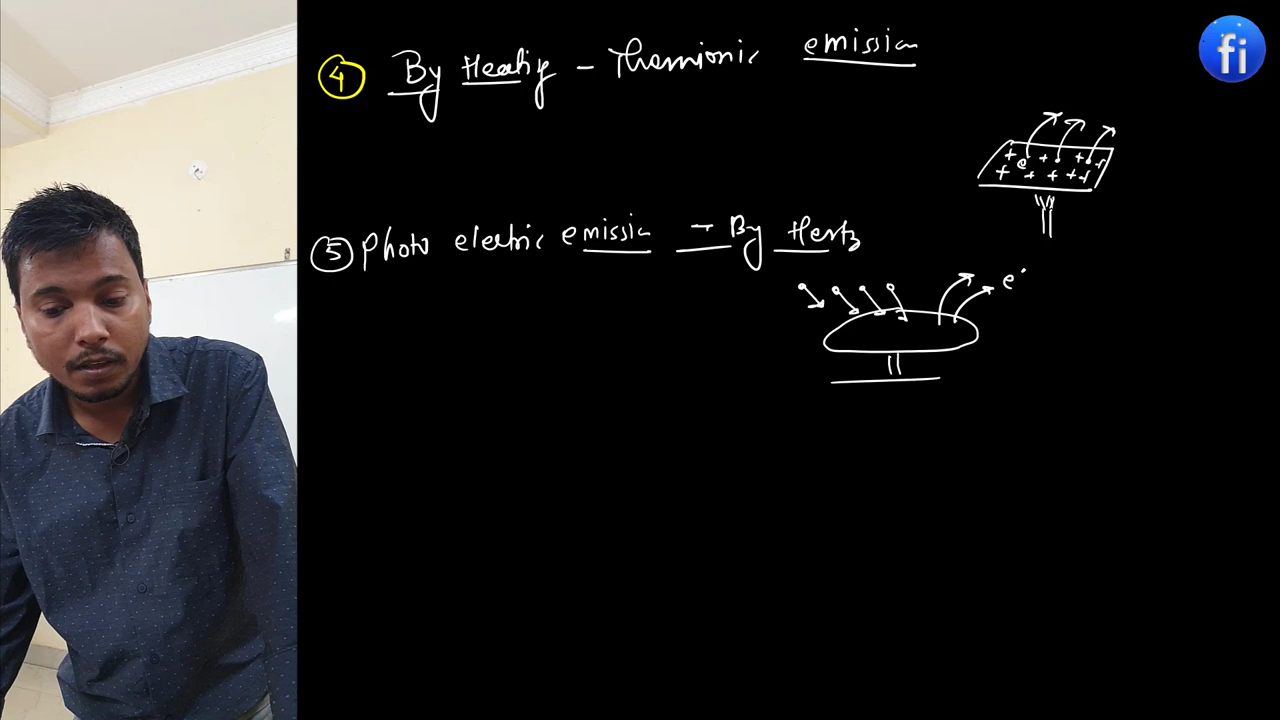 fi
④ By Heating - Thermionic emission
+ e + + + + + + + +
⑤ Photo electric emission - By Hertz
e-